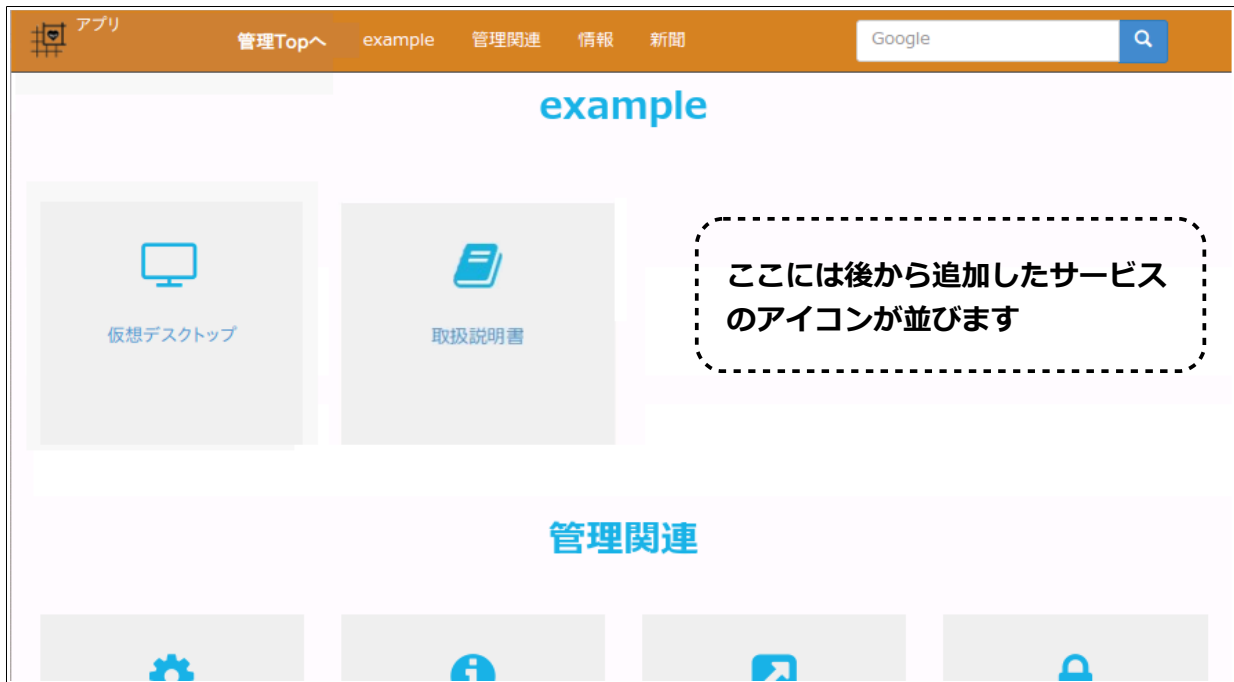 アプリ
管理Topへ example 管理関連 情報 新聞 Google
example
仮想デスクトップ
取扱説明書
ここには後から追加したサービス
のアイコンが並びます
管理関連